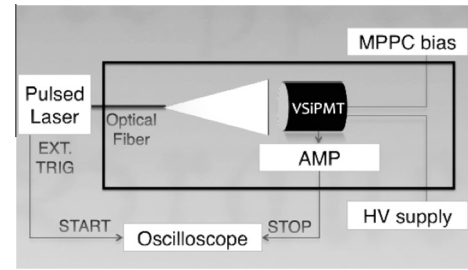 MPPC bias
Pulsed
Laser
Optical
Fiber
VSiPMT
EXT.
TRIG
AMP
HV supply
START
Oscilloscope
STOP